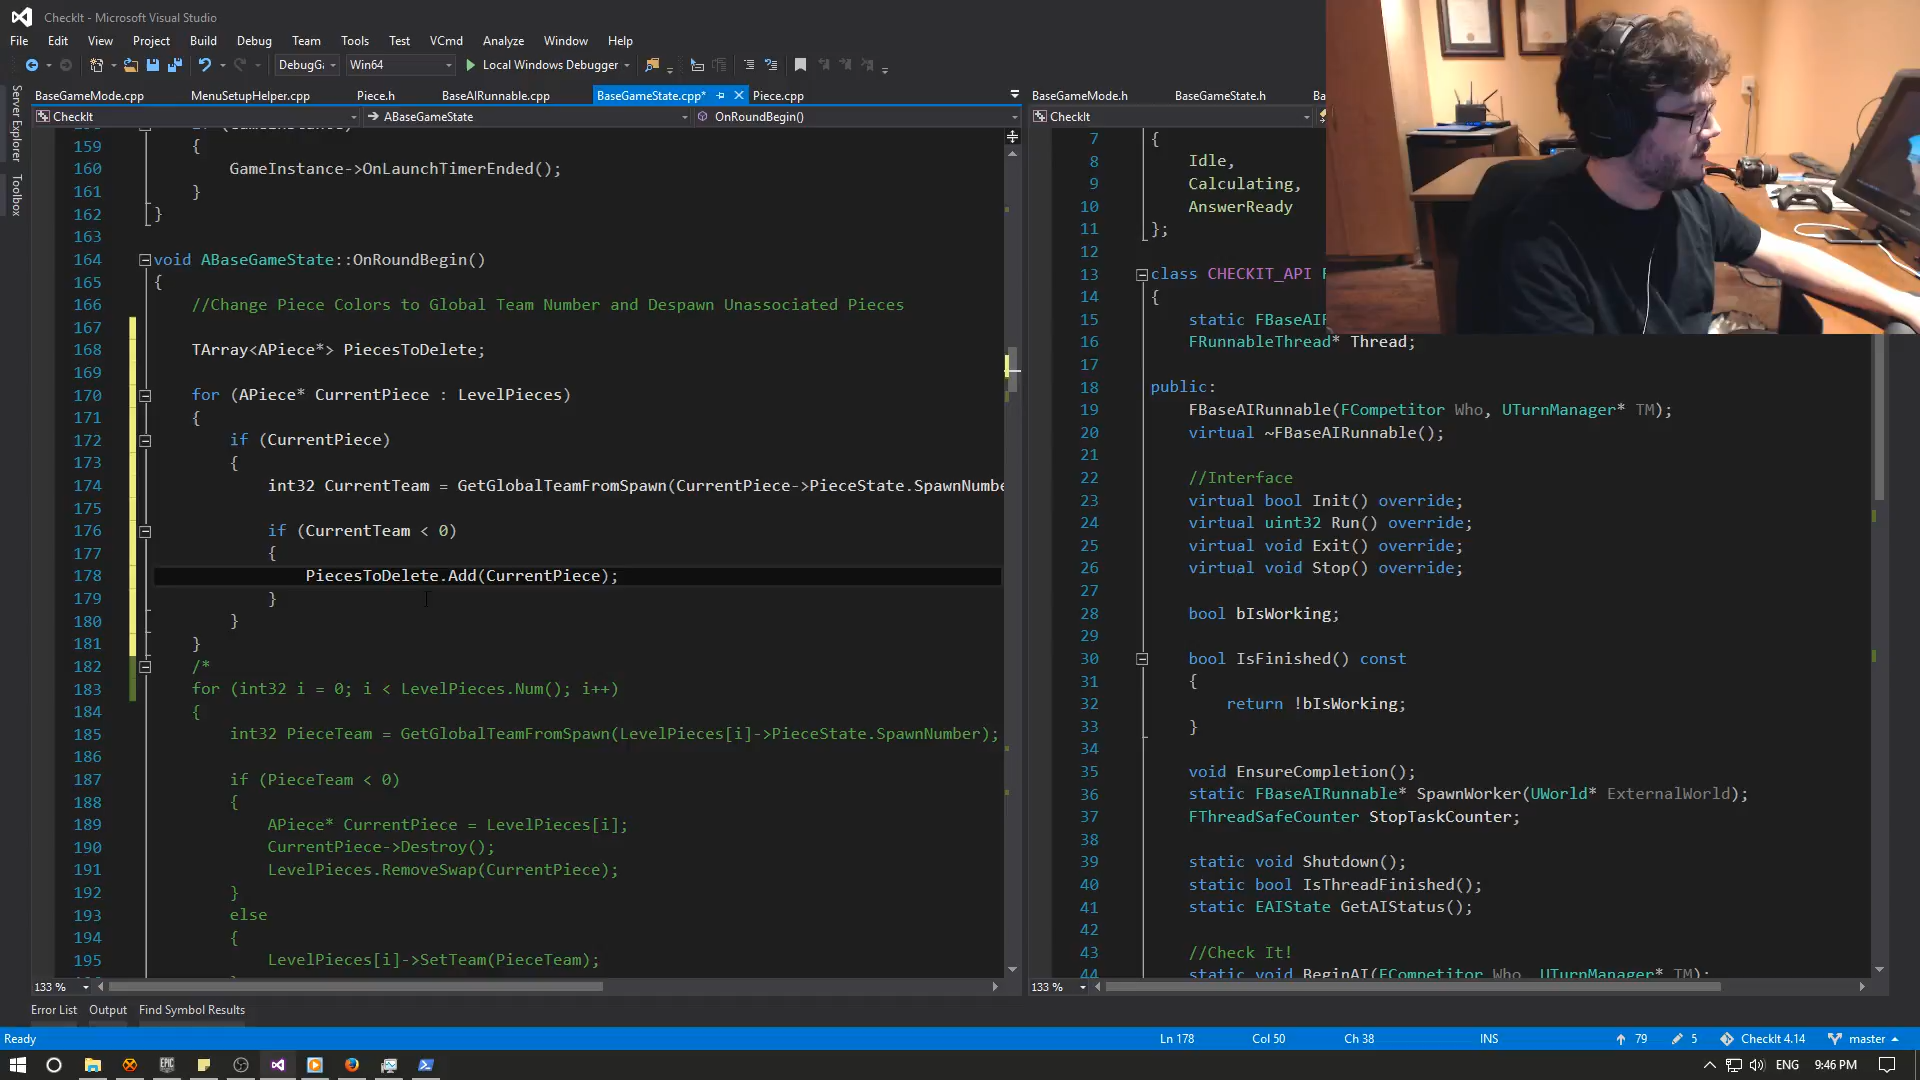 CheckIt - Microsoft Visual Studio
File Edit View Project Build Debug Team Tools Test VCmd Analyze Window Help
Win64 Local Windows Debugger
BaseGameMode.cpp MenuSetupHelper.cpp Piece.h BaseAIRunnable.cpp BaseGameState.cpp* Piece.cpp BaseGameMode.h BaseGameState.h
CheckIt ABaseGameState OnRoundBegin() CheckIt
Server Explorer
Toolbox
159 {
160 GameInstance->OnLaunchTimerEnded();
161 }
162 }
163
164 void ABaseGameState::OnRoundBegin()
165 {
166 //Change Piece Colors to Global Team Number and Despawn Unassociated Pieces
167
168 TArray<APiece*> PiecesToDelete;
169
170 for (APiece* CurrentPiece : LevelPieces)
171 {
172 if (CurrentPiece)
173 {
174 int32 CurrentTeam = GetGlobalTeamFromSpawn(CurrentPiece->PieceState.SpawnNumbe
175
176 if (CurrentTeam < 0)
177 {
178 PiecesToDelete.Add(CurrentPiece);
179 }
180 }
181 }
182 /*
183 for (int32 i = 0; i < LevelPieces.Num(); i++)
184 {
185 int32 PieceTeam = GetGlobalTeamFromSpawn(LevelPieces[i]->PieceState.SpawnNumber);
186
187 if (PieceTeam < 0)
188 {
189 APiece* CurrentPiece = LevelPieces[i];
190 CurrentPiece->Destroy();
191 LevelPieces.RemoveSwap(CurrentPiece);
192 }
193 else
194 {
195 LevelPieces[i]->SetTeam(PieceTeam);
133 %
7 {
8 Idle,
9 Calculating,
10 AnswerReady
11 };
12
13 class CHECKIT_API
14 {
15 static FBaseAI
16 FRunnableThread* Thread;
17
18 public:
19 FBaseAIRunnable(FCompetitor Who, UTurnManager* TM);
20 virtual ~FBaseAIRunnable();
21
22 //Interface
23 virtual bool Init() override;
24 virtual uint32 Run() override;
25 virtual void Exit() override;
26 virtual void Stop() override;
27
28 bool bIsWorking;
29
30 bool IsFinished() const
31 {
32 return !bIsWorking;
33 }
34
35 void EnsureCompletion();
36 static FBaseAIRunnable* SpawnWorker(UWorld* ExternalWorld);
37 FThreadSafeCounter StopTaskCounter;
38
39 static void Shutdown();
40 static bool IsThreadFinished();
41 static EAIState GetAIStatus();
42
43 //Check It!
44 static void BeginAI(FCompetitor Who, UTurnManager* TM);
133 %
Error List Output Find Symbol Results
Ready Ln 178 Col 50 Ch 38 INS 79 5 CheckIt 4.14 master
ENG 9:46 PM